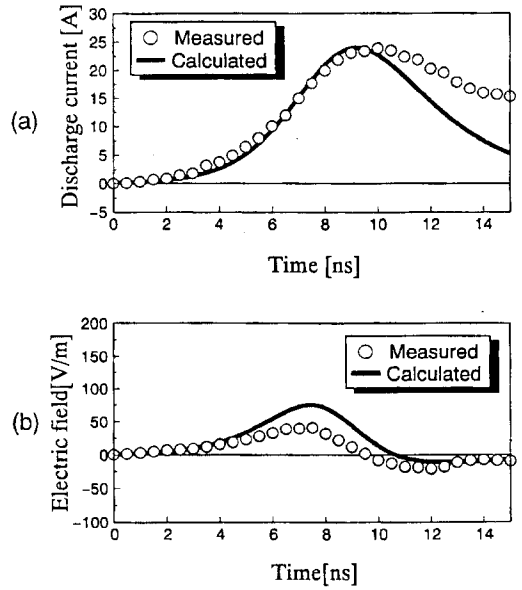 (a)
Discharge current [A]
30
25
20
15
10
5
0
-5
Measured
Calculated
0 2 4 6 8 10 12 14
Time [ns]
(b)
Electric field[V/m]
200
150
100
50
0
-50
-100
Measured
Calculated
0 2 4 6 8 10 12 14
Time[ns]